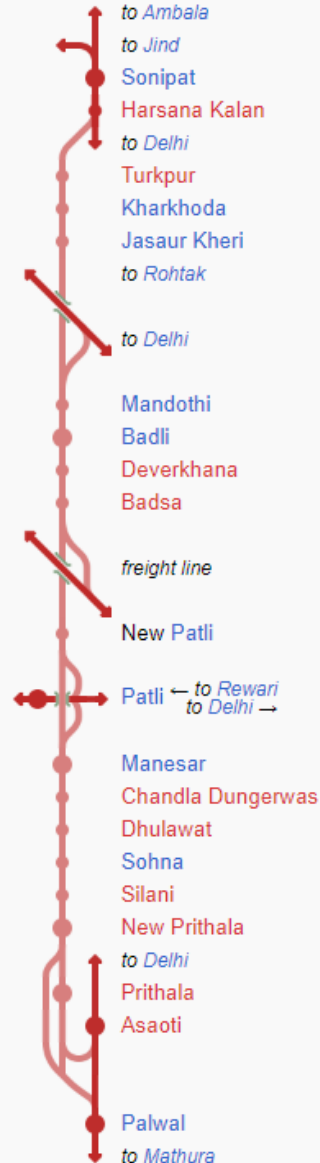 to Ambala
to Jind
Sonipat
Harsana Kalan
to Delhi
Turkpur
Kharkhoda
Jasaur Kheri
to Rohtak
to Delhi
Mandothi
Badli
Deverkhana
Badsa
freight line
New Patli
Patli ← to Rewari
to Delhi →
Manesar
Chandla Dungerwas
Dhulawat
Sohna
Silani
New Prithala
to Delhi
Prithala
Asaoti
Palwal
to Mathura